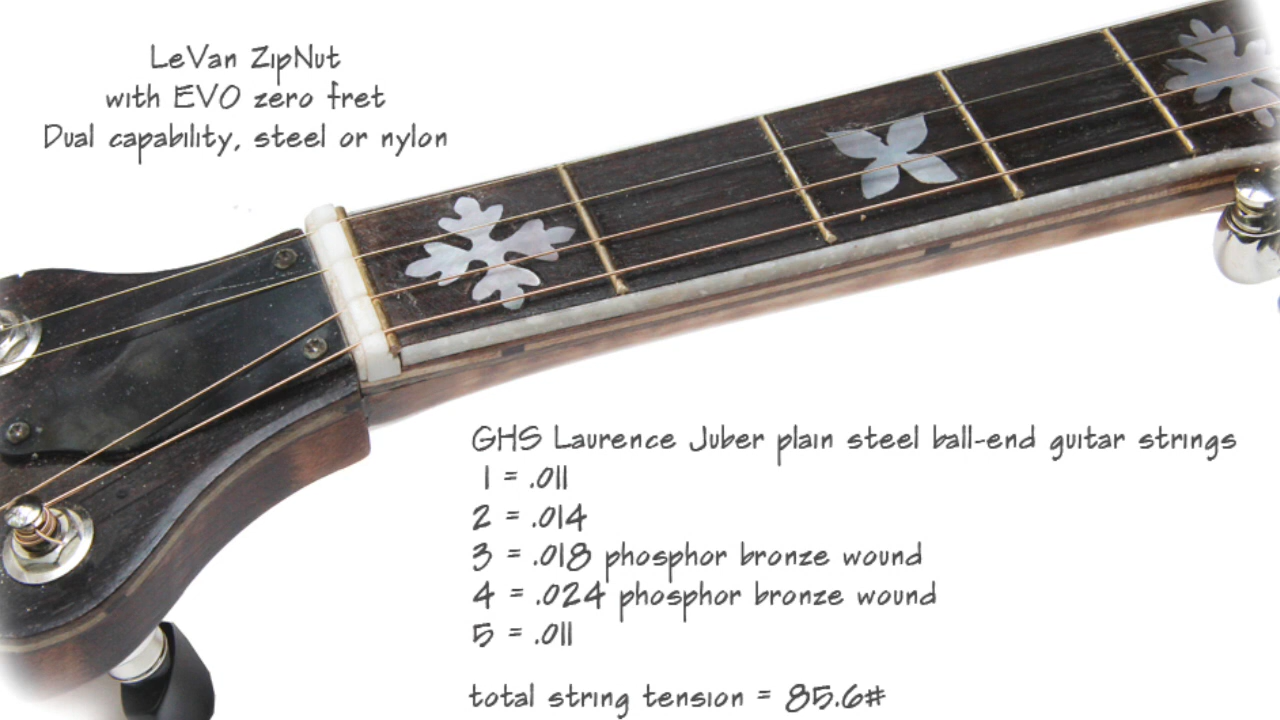 LeVan ZipNut
with EVO zero fret
Dual capability, steel or nylon
GHS Laurence Juber plain steel ball-end guitar strings
1 = .011
2 = .014
3 = .018 phosphor bronze wound
4 = .024 phosphor bronze wound
5 = .011
total string tension = 85.6#